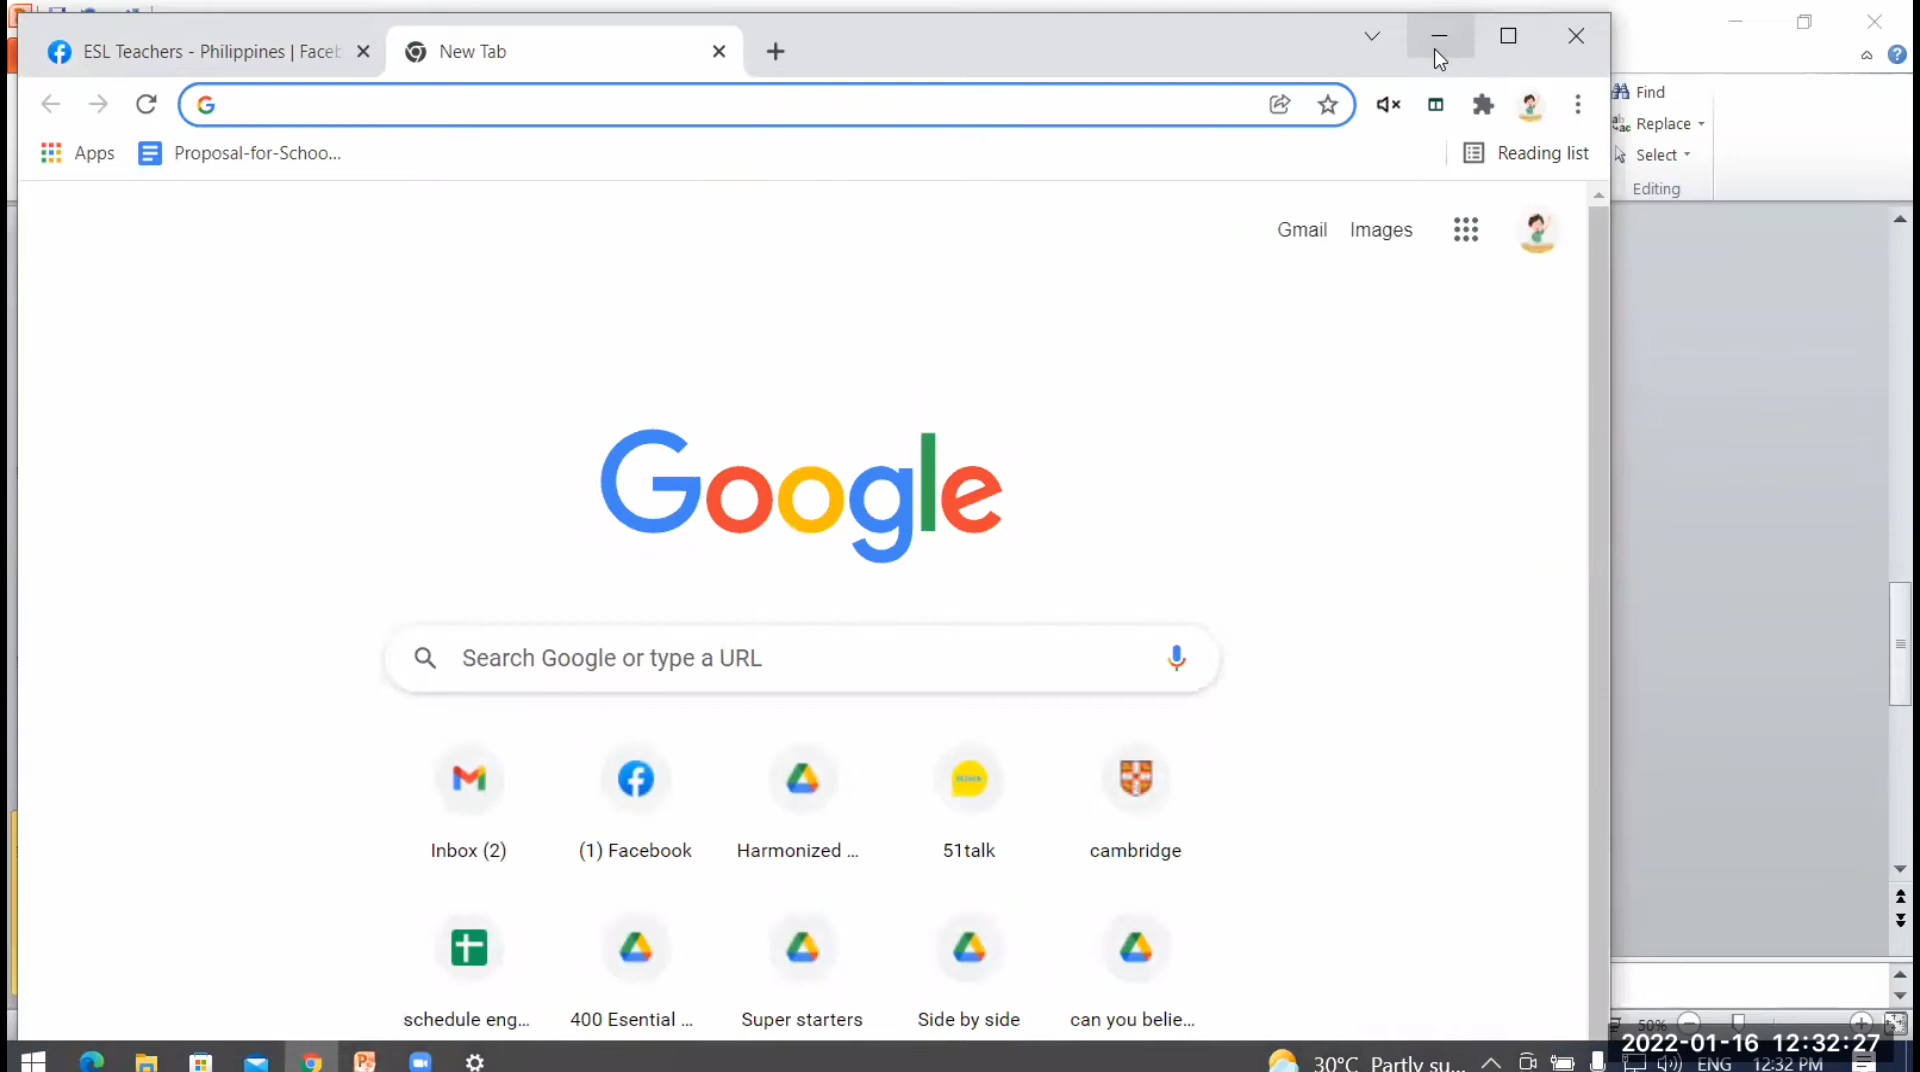 ESL Teachers - Philippines | Faceb
New Tab
Find
Replace
Select
Editing
Apps
Proposal-for-Schoo...
Reading list
Gmail
Images
Google
Search Google or type a URL
Inbox (2)
(1) Facebook
Harmonized ...
51talk
cambridge
schedule eng...
400 Esential ...
Super starters
Side by side
can you belie...
50%
2022-01-16 12:32:27
30°C Partly su...
ENG
12:32 PM